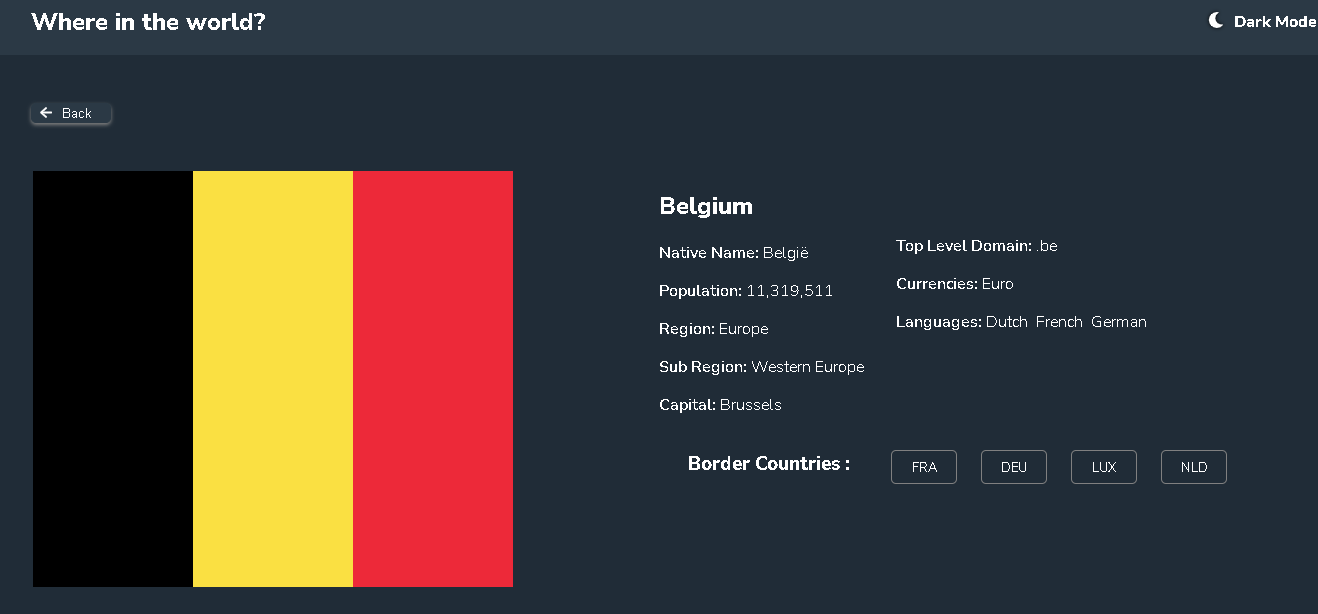 Where in the world?
Dark Mode
Back
Belgium
Native Name: België
Population: 11,319,511
Region: Europe
Sub Region: Western Europe
Capital: Brussels
Top Level Domain: .be
Currencies: Euro
Languages: Dutch French German
Border Countries :
FRA
DEU
LUX
NLD